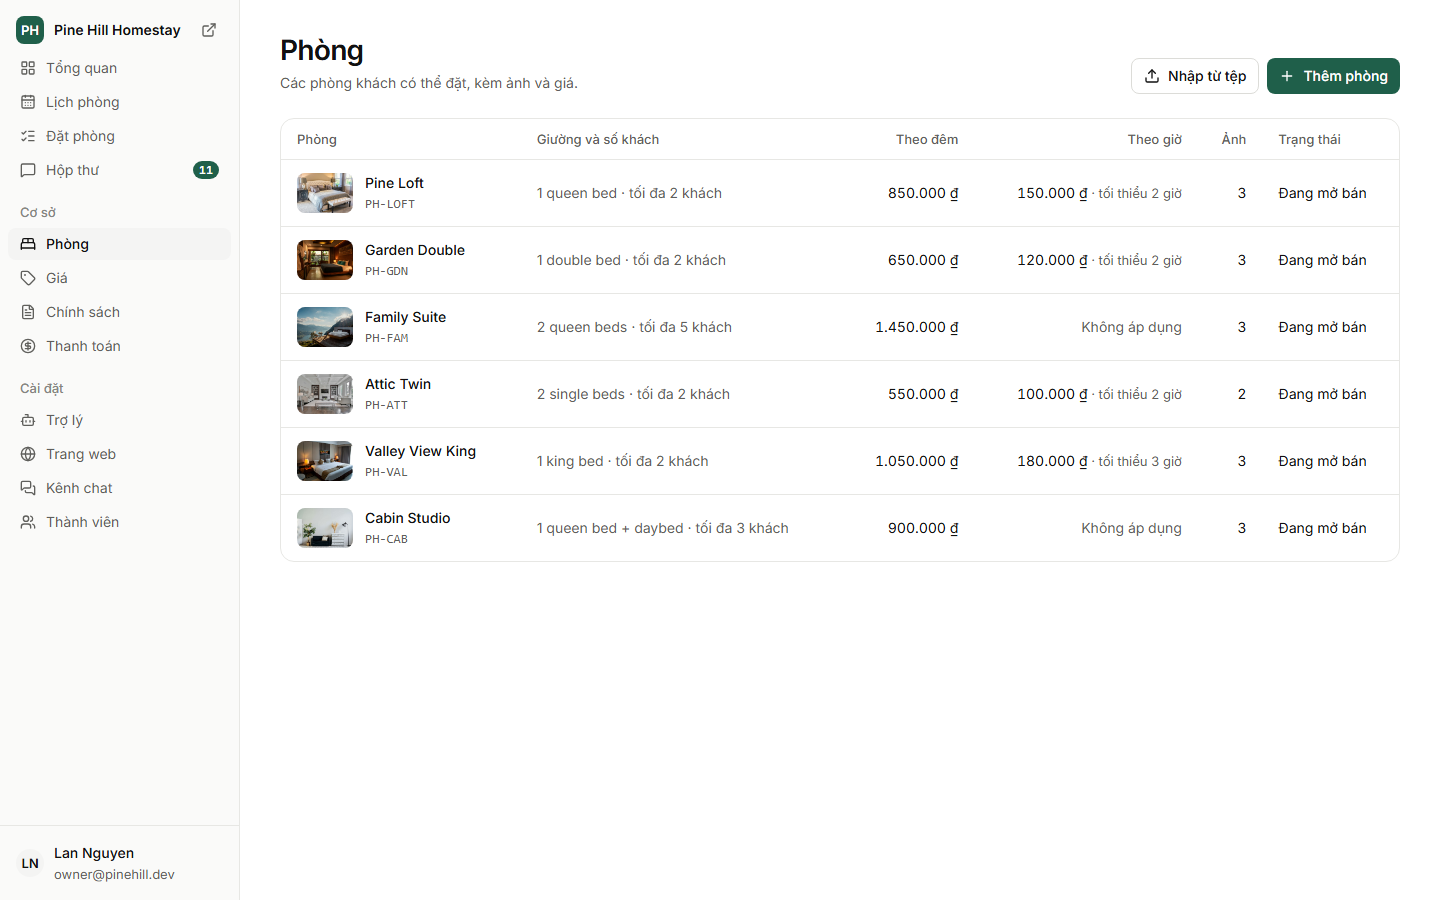 PH Pine Hill Homestay
Tổng quan
Lịch phòng
Đặt phòng
Hộp thư 11
Cơ sở
Phòng
Giá
Chính sách
Thanh toán
Cài đặt
Trợ lý
Trang web
Kênh chat
Thành viên
LN Lan Nguyen
owner@pinehill.dev
Phòng
Các phòng khách có thể đặt, kèm ảnh và giá.
Nhập từ tệp
Thêm phòng
Phòng Giường và số khách Theo đêm Theo giờ Ảnh Trạng thái
Pine Loft
PH-LOFT
1 queen bed · tối đa 2 khách 850.000 ₫ 150.000 ₫ · tối thiểu 2 giờ 3 Đang mở bán
Garden Double
PH-GDN
1 double bed · tối đa 2 khách 650.000 ₫ 120.000 ₫ · tối thiểu 2 giờ 3 Đang mở bán
Family Suite
PH-FAM
2 queen beds · tối đa 5 khách 1.450.000 ₫ Không áp dụng 3 Đang mở bán
Attic Twin
PH-ATT
2 single beds · tối đa 2 khách 550.000 ₫ 100.000 ₫ · tối thiểu 2 giờ 2 Đang mở bán
Valley View King
PH-VAL
1 king bed · tối đa 2 khách 1.050.000 ₫ 180.000 ₫ · tối thiểu 3 giờ 3 Đang mở bán
Cabin Studio
PH-CAB
1 queen bed + daybed · tối đa 3 khách 900.000 ₫ Không áp dụng 3 Đang mở bán